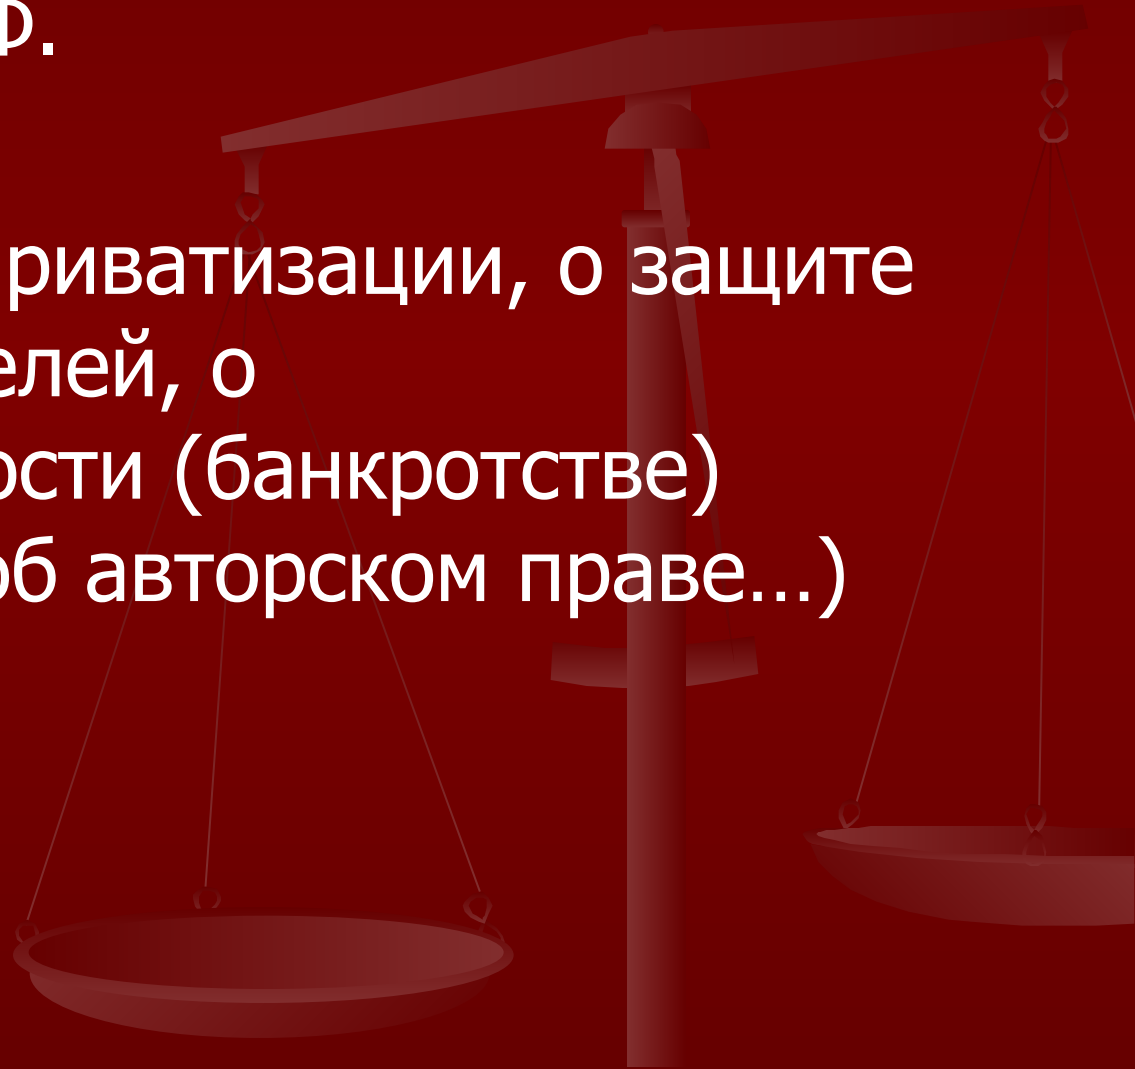 Ф.
риватизации, о защите
елей, о
ости (банкротстве)
об авторском праве…)